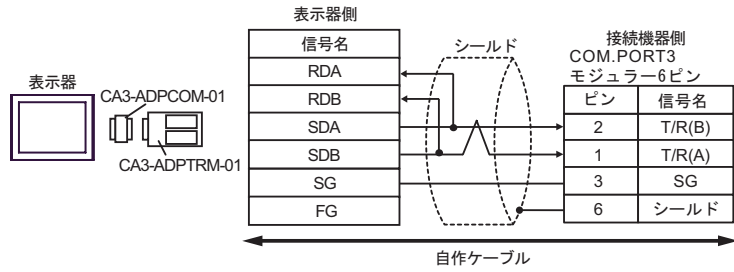 表示器側
信号名
RDA
RDB
SDA
SDB
SG
FG
シールド
接続機器側
COM.PORT3
モジュラー6ピン
ピン 信号名
2 T/R(B)
1 T/R(A)
3 SG
6 シールド
表示器
CA3-ADPCOM-01
CA3-ADPTRM-01
自作ケーブル